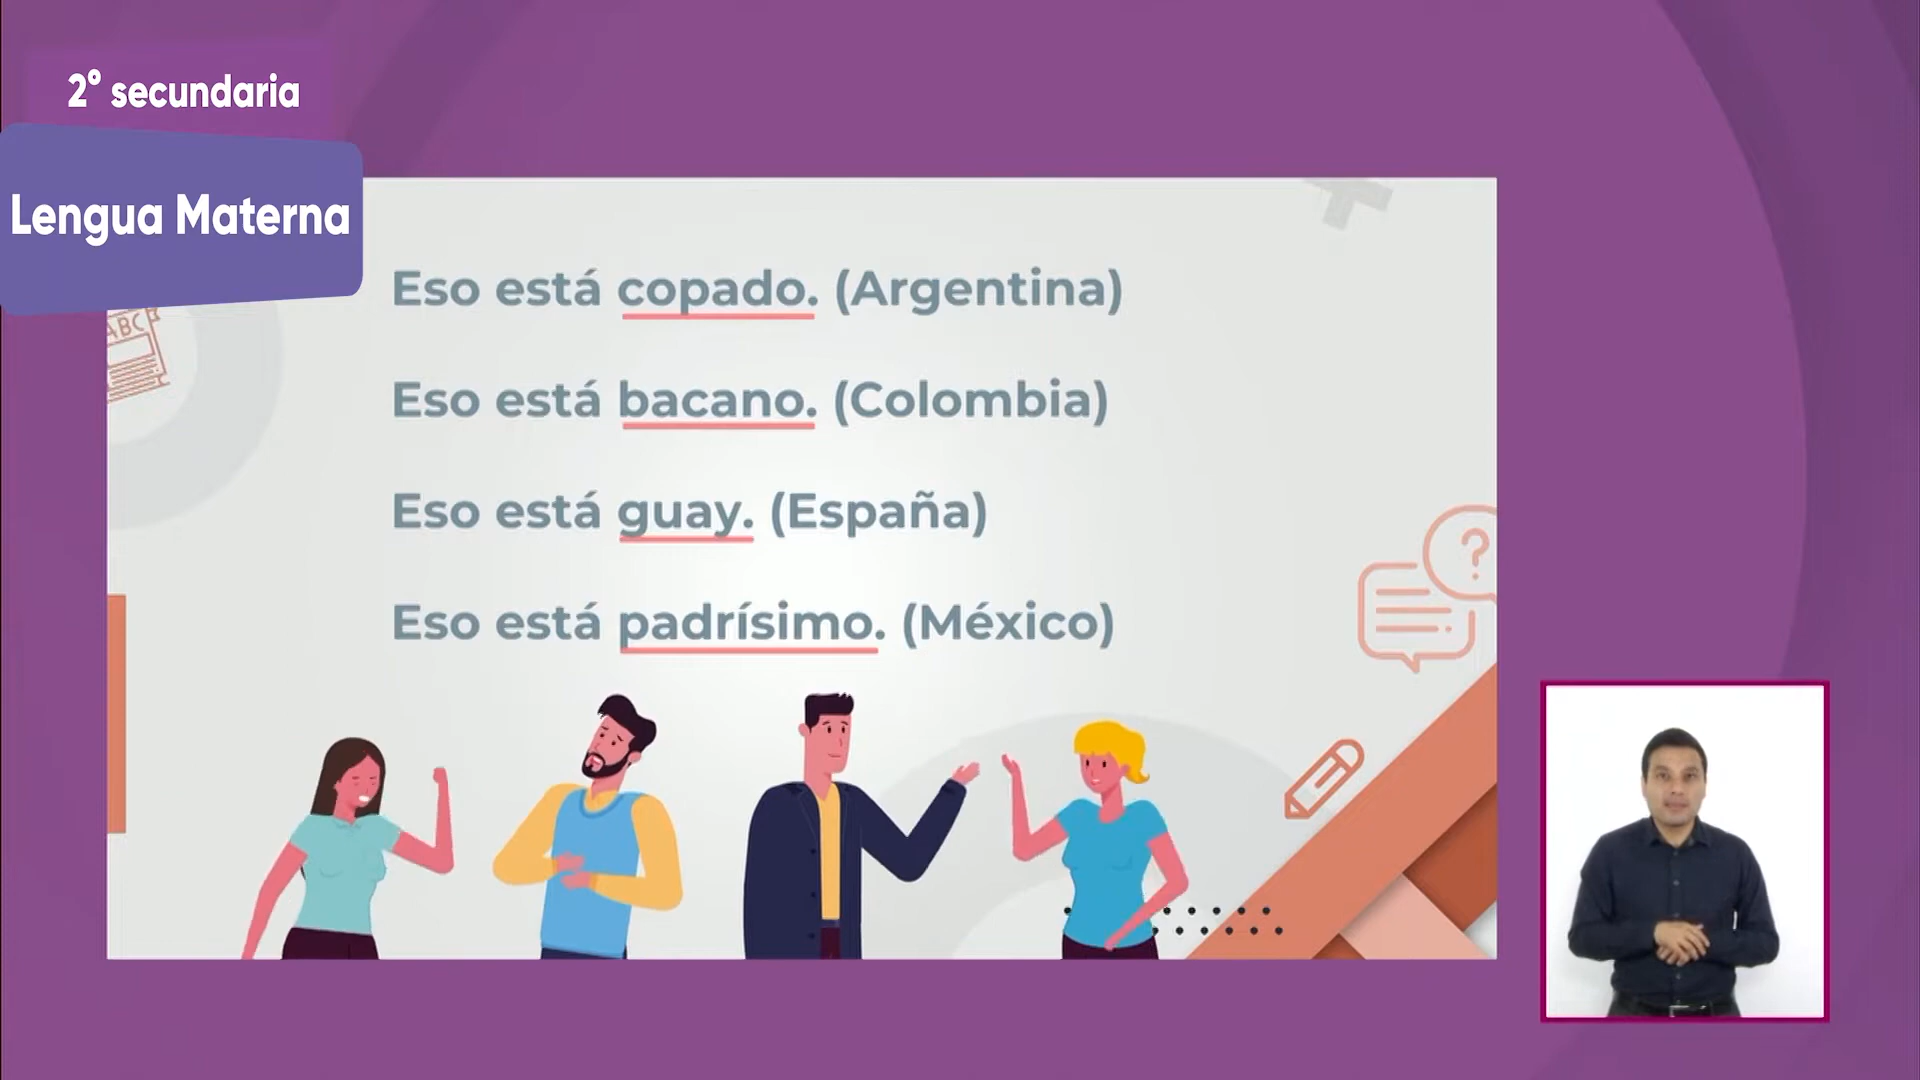 2° secundaria
Lengua Materna
ABC
Eso está copado. (Argentina)
Eso está bacano. (Colombia)
Eso está guay. (España)
Eso está padrísimo. (México)
?